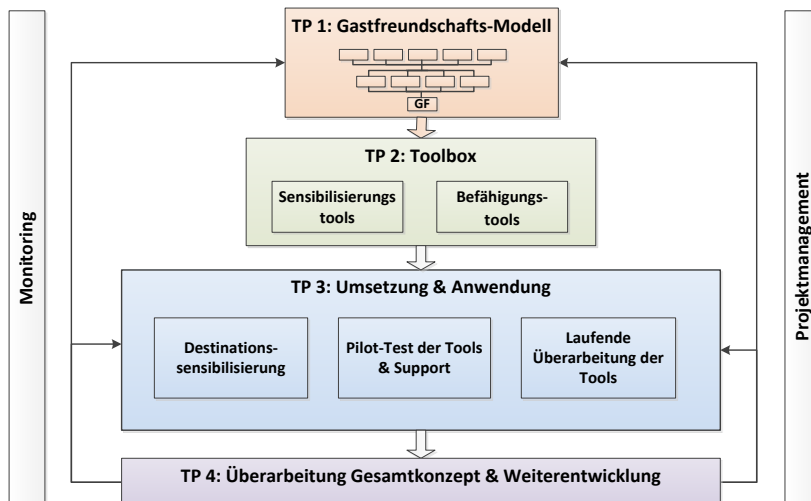 TP 1: Gastfreundschafts-Modell
GF
TP 2: Toolbox
Sensibilisierungs
tools
Befähigungs-
tools
TP 3: Umsetzung & Anwendung
Destinations-
sensibilisierung
Pilot-Test der Tools
& Support
Laufende
Überarbeitung der
Tools
TP 4: Überarbeitung Gesamtkonzept & Weiterentwicklung
Monitoring
Projektmanagement